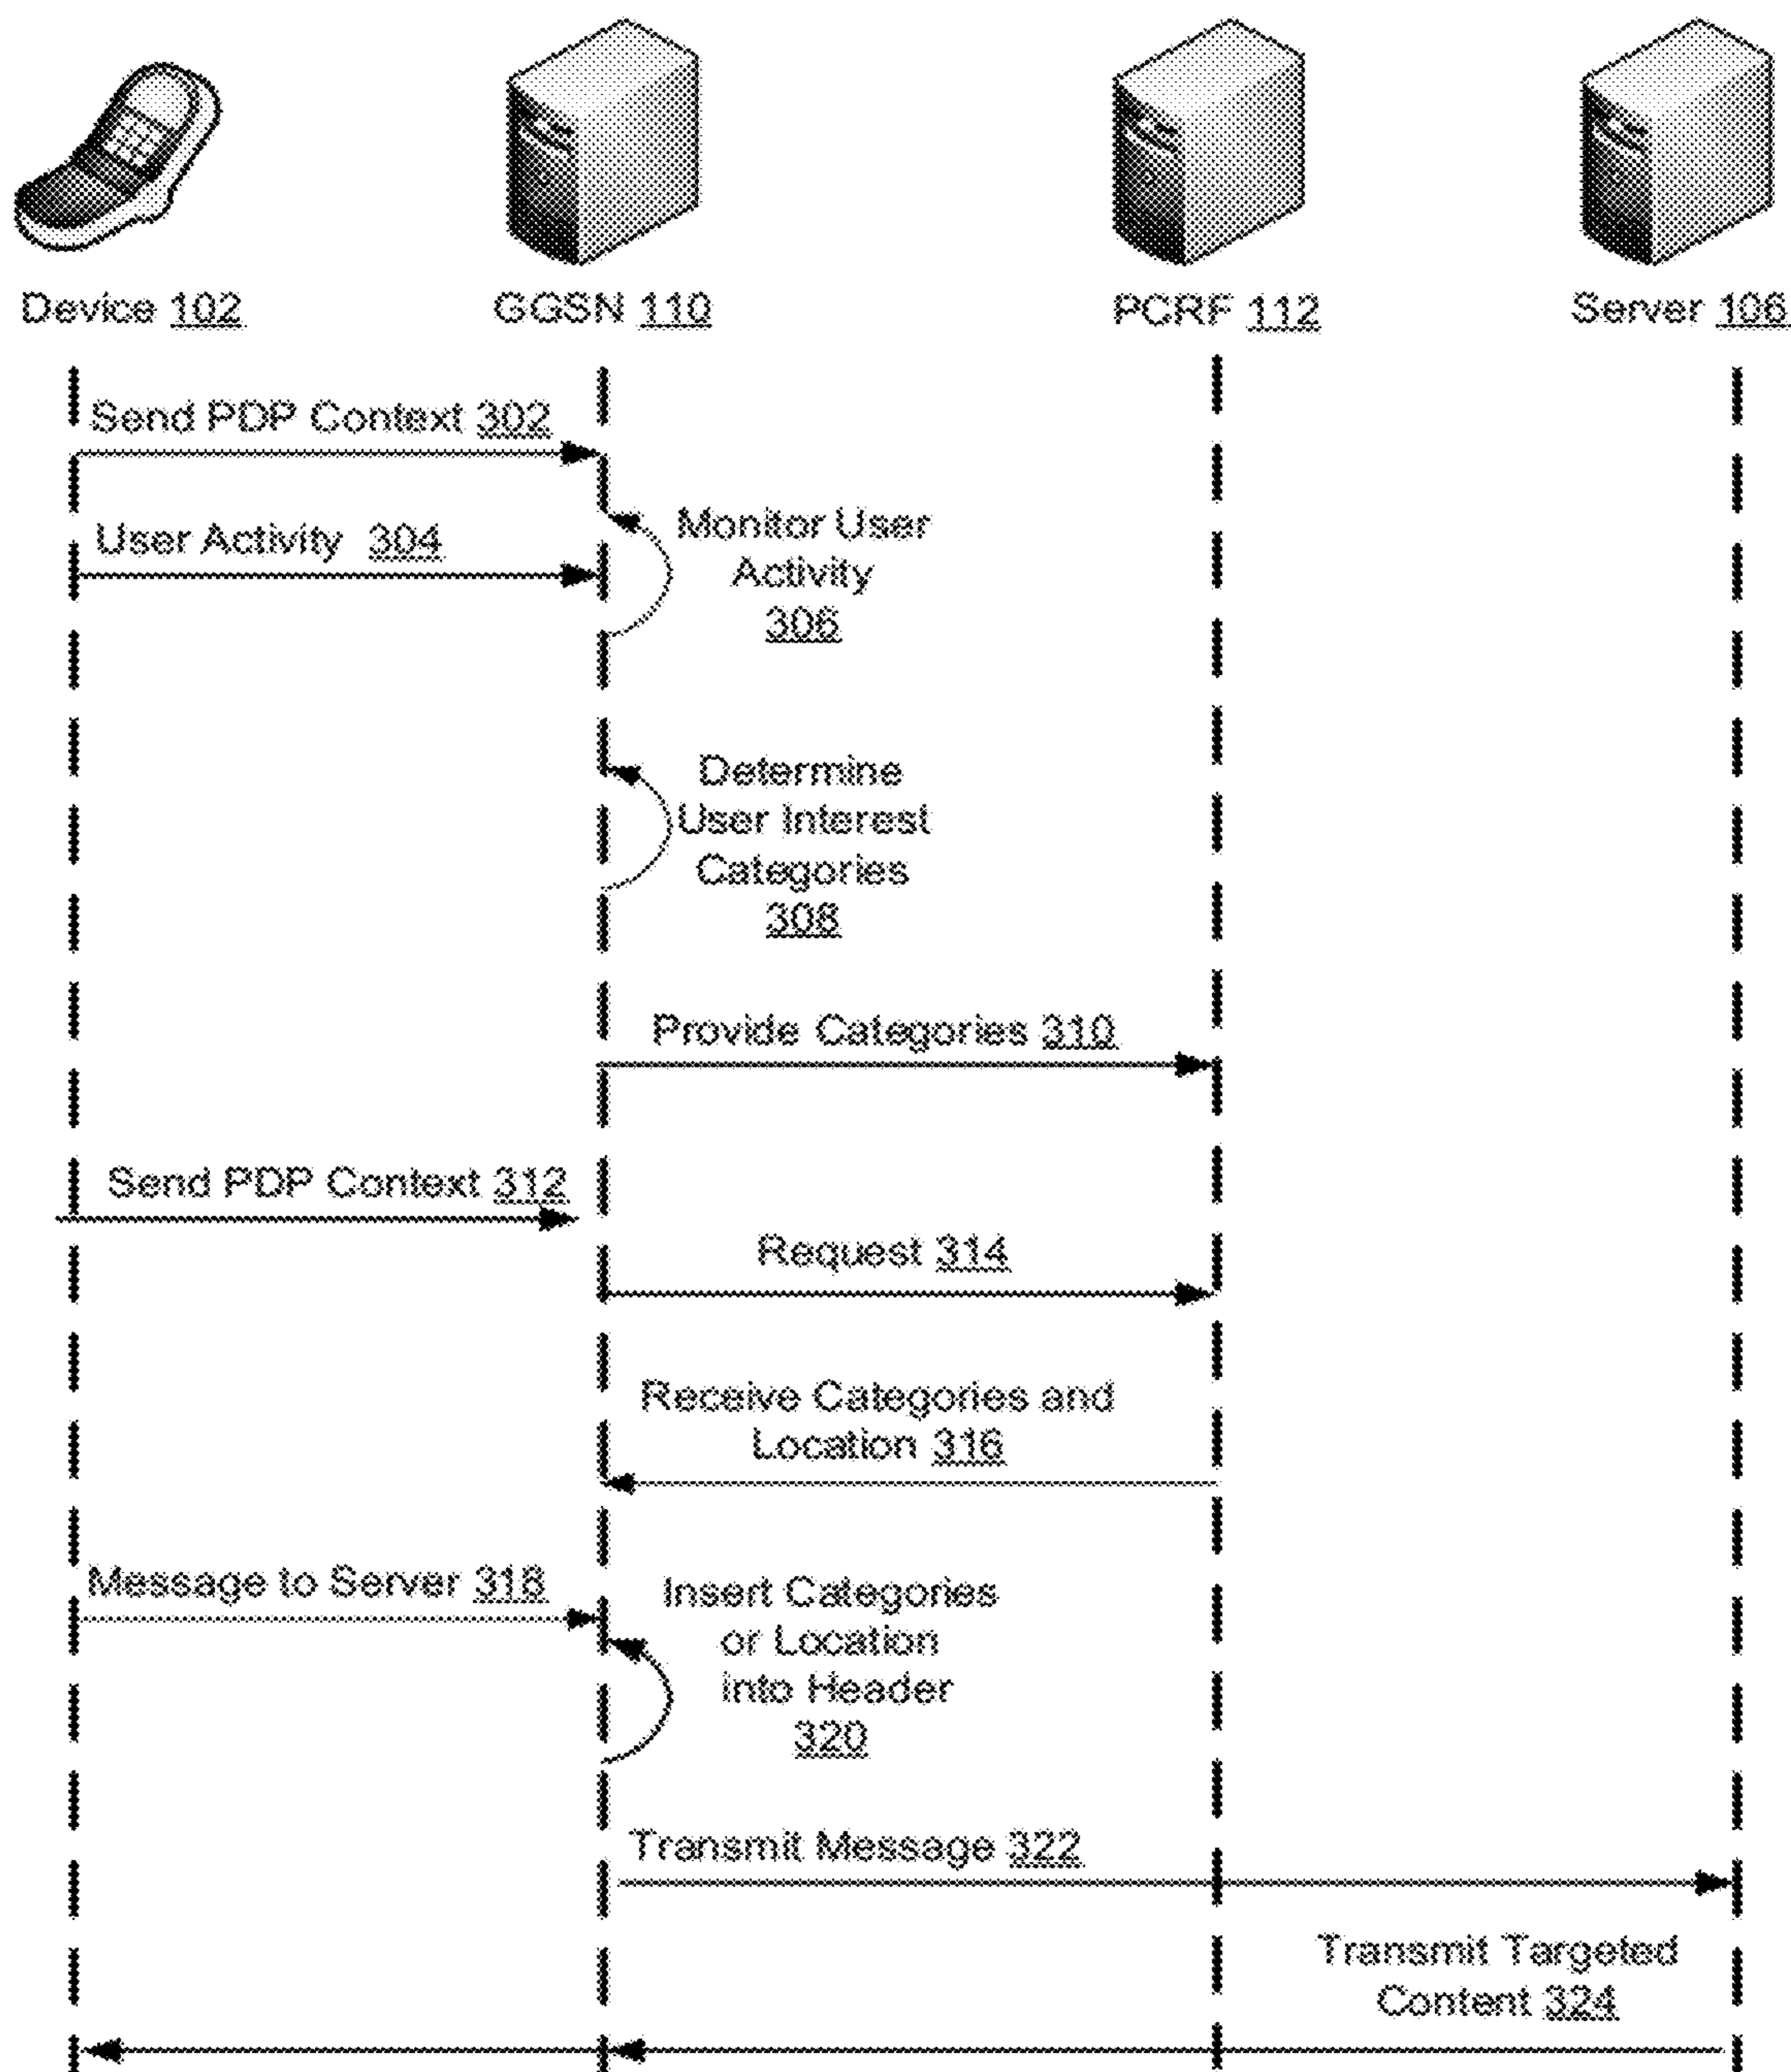 Device 102
GGSN 110
PCRF 112
Server 106
Send PDP Context 302
User Activity 304
Monitor User
Activity
306
Determine
User Interest
Categories
308
Provide Categories 310
Send PDP Context 312
Request 314
Receive Categories and
Location 316
Message to Server 318
Insert Categories
or Location
into Header
320
Transmit Message 322
Transmit Targeted
Content 324